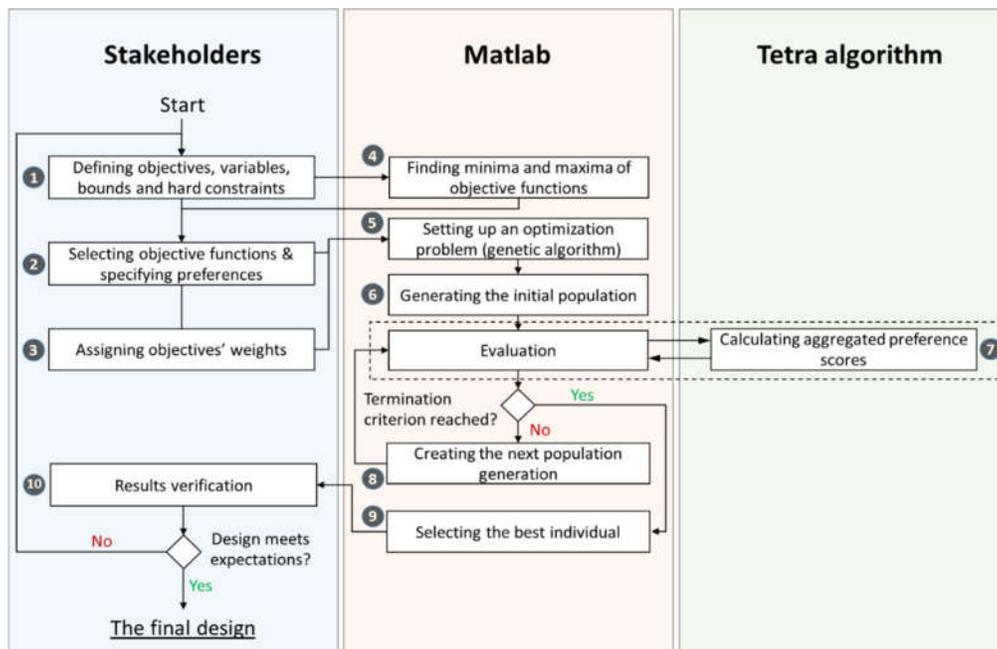 Stakeholders
Matlab
Tetra algorithm
Start
1
Defining objectives, variables,
bounds and hard constraints
4
Finding minima and maxima of
objective functions
2
Selecting objective functions &
specifying preferences
5
Setting up an optimization
problem (genetic algorithm)
6
Generating the initial population
3
Assigning objectives' weights
Evaluation
Calculating aggregated preference
scores
7
Termination
criterion reached?
Yes
No
8
Creating the next population
generation
9
Selecting the best individual
10
Results verification
No
Design meets
expectations?
Yes
The final design